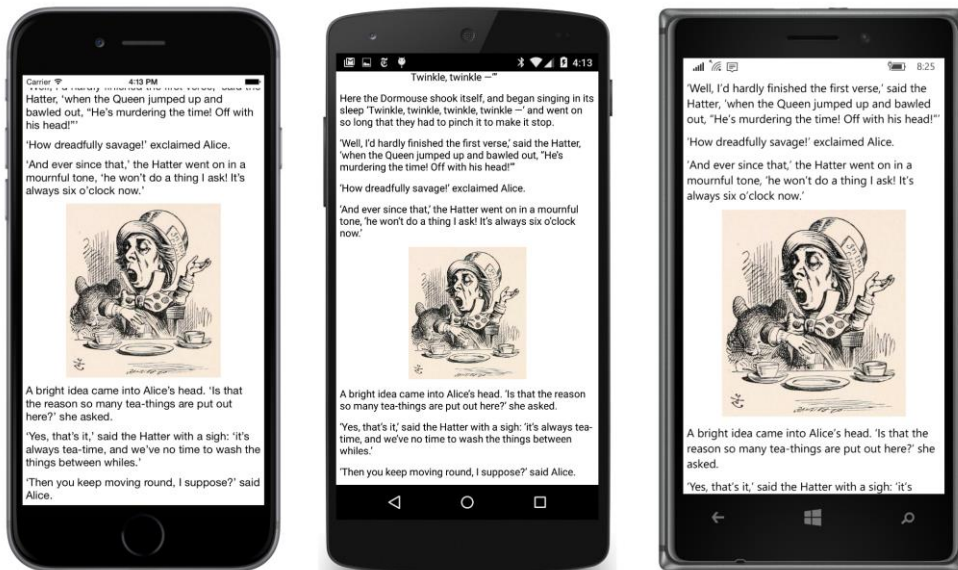 Carrier 4:13 PM
'Well, I'd hardly finished the first verse,' said the
Hatter, 'when the Queen jumped up and
bawled out, “He's murdering the time! Off with
his head!”'
'How dreadfully savage!' exclaimed Alice.
'And ever since that,' the Hatter went on in a
mournful tone, 'he won't do a thing I ask! It's
always six o'clock now.'
A bright idea came into Alice's head. 'Is that
the reason so many tea-things are put out
here?' she asked.
'Yes, that's it,' said the Hatter with a sigh: 'it's
always tea-time, and we've no time to wash the
things between whiles.'
'Then you keep moving round, I suppose?' said
Alice.
4:13
Twinkle, twinkle —”'
Here the Dormouse shook itself, and began singing in its
sleep 'Twinkle, twinkle, twinkle, twinkle —' and went on
so long that they had to pinch it to make it stop.
'Well, I'd hardly finished the first verse,' said the Hatter,
'when the Queen jumped up and bawled out, “He's
murdering the time! Off with his head!”'
'How dreadfully savage!' exclaimed Alice.
'And ever since that,' the Hatter went on in a mournful
tone, 'he won't do a thing I ask! It's always six o'clock
now.'
A bright idea came into Alice's head. 'Is that the reason
so many tea-things are put out here?' she asked.
'Yes, that's it,' said the Hatter with a sigh: 'it's always tea-
time, and we've no time to wash the things between
whiles.'
'Then you keep moving round, I suppose?' said Alice.
8:25
'Well, I'd hardly finished the first verse,' said the
Hatter, 'when the Queen jumped up and bawled
out, “He's murdering the time! Off with his head!”'
'How dreadfully savage!' exclaimed Alice.
'And ever since that,' the Hatter went on in a
mournful tone, 'he won't do a thing I ask! It's
always six o'clock now.'
A bright idea came into Alice's head. 'Is that the
reason so many tea-things are put out here?' she
asked.
'Yes, that's it,' said the Hatter with a sigh: 'it's